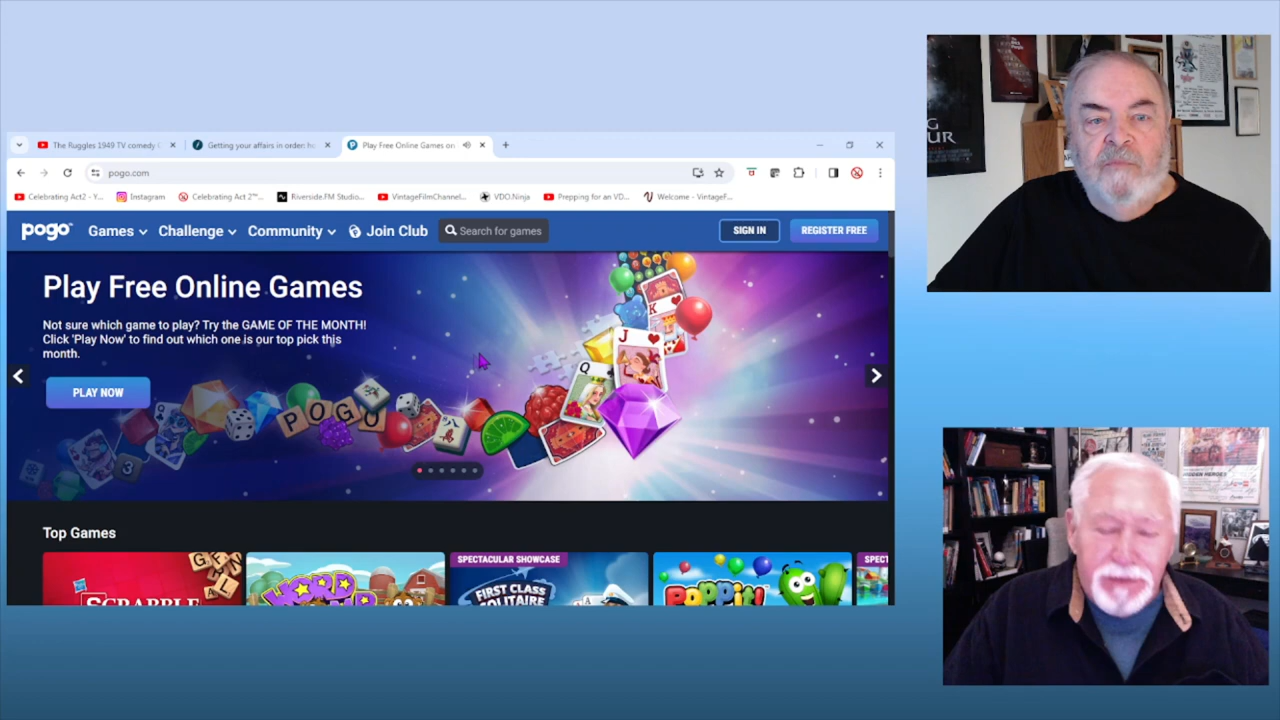 The Ruggles 1949 TV comedy
Getting your affairs in order: h
Play Free Online Games on
pogo.com
Celebrating Act2 - Y...
Instagram
Celebrating Act 2™...
Riverside.FM Studio...
VintageFilmChannel...
VDO.Ninja
Prepping for an VD...
Welcome - VintageF...
pogo™
Games
Challenge
Community
Join Club
Search for games
SIGN IN
REGISTER FREE
Play Free Online Games
Not sure which game to play? Try the GAME OF THE MONTH!
Click 'Play Now' to find out which one is our top pick this
month.
PLAY NOW
POGO
K
J
Q
3
Top Games
SCRABBLE
SPECTACULAR SHOWCASE
FIRST CLASS
SOLITAIRE
POPPIT!
SPECT